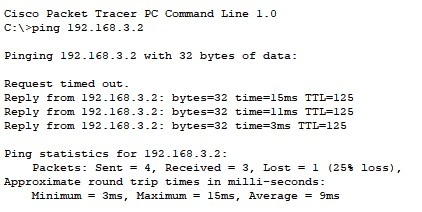 Cisco Packet Tracer PC Command Line 1.0
C:\>ping 192.168.3.2
Pinging 192.168.3.2 with 32 bytes of data:
Request timed out.
Reply from 192.168.3.2: bytes=32 time=15ms TTL=125
Reply from 192.168.3.2: bytes=32 time=11ms TTL=125
Reply from 192.168.3.2: bytes=32 time=3ms TTL=125
Ping statistics for 192.168.3.2:
Packets: Sent = 4, Received = 3, Lost = 1 (25% loss),
Approximate round trip times in milli-seconds:
Minimum = 3ms, Maximum = 15ms, Average = 9ms